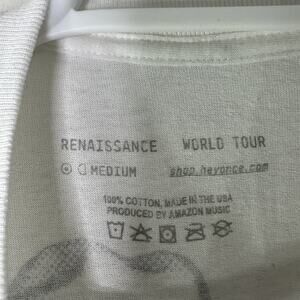 RENAISSANCE WORLD TOUR
MEDIUM shop.beyonce.com
100% COTTON, MADE IN THE USA
PRODUCED BY AMAZON MUSIC